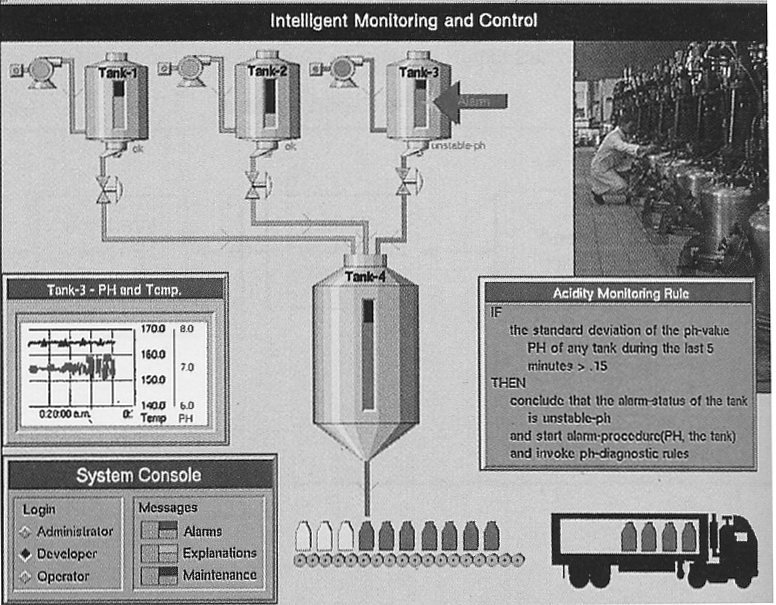 Intelligent Monitoring and Control
Tank-1
Tank-2
Tank-3
Alarm
ok
ok
unstable-ph
Tank-4
Tank-3 - PH and Temp.
170.0 8.0
160.0
7.0
150.0
140.0 6.0
0:20:00 a.m. 0:
Temp PH
Acidity Monitoring Rule
IF
the standard deviation of the ph-value
PH of any tank during the last 5
minutes > .15
THEN
conclude that the alarm-status of the tank
is unstable-ph
and start alarm-procedure(PH, the tank)
and invoke ph-diagnostic rules
System Console
Login
Administrator
Developer
Operator
Messages
Alarms
Explanations
Maintenance